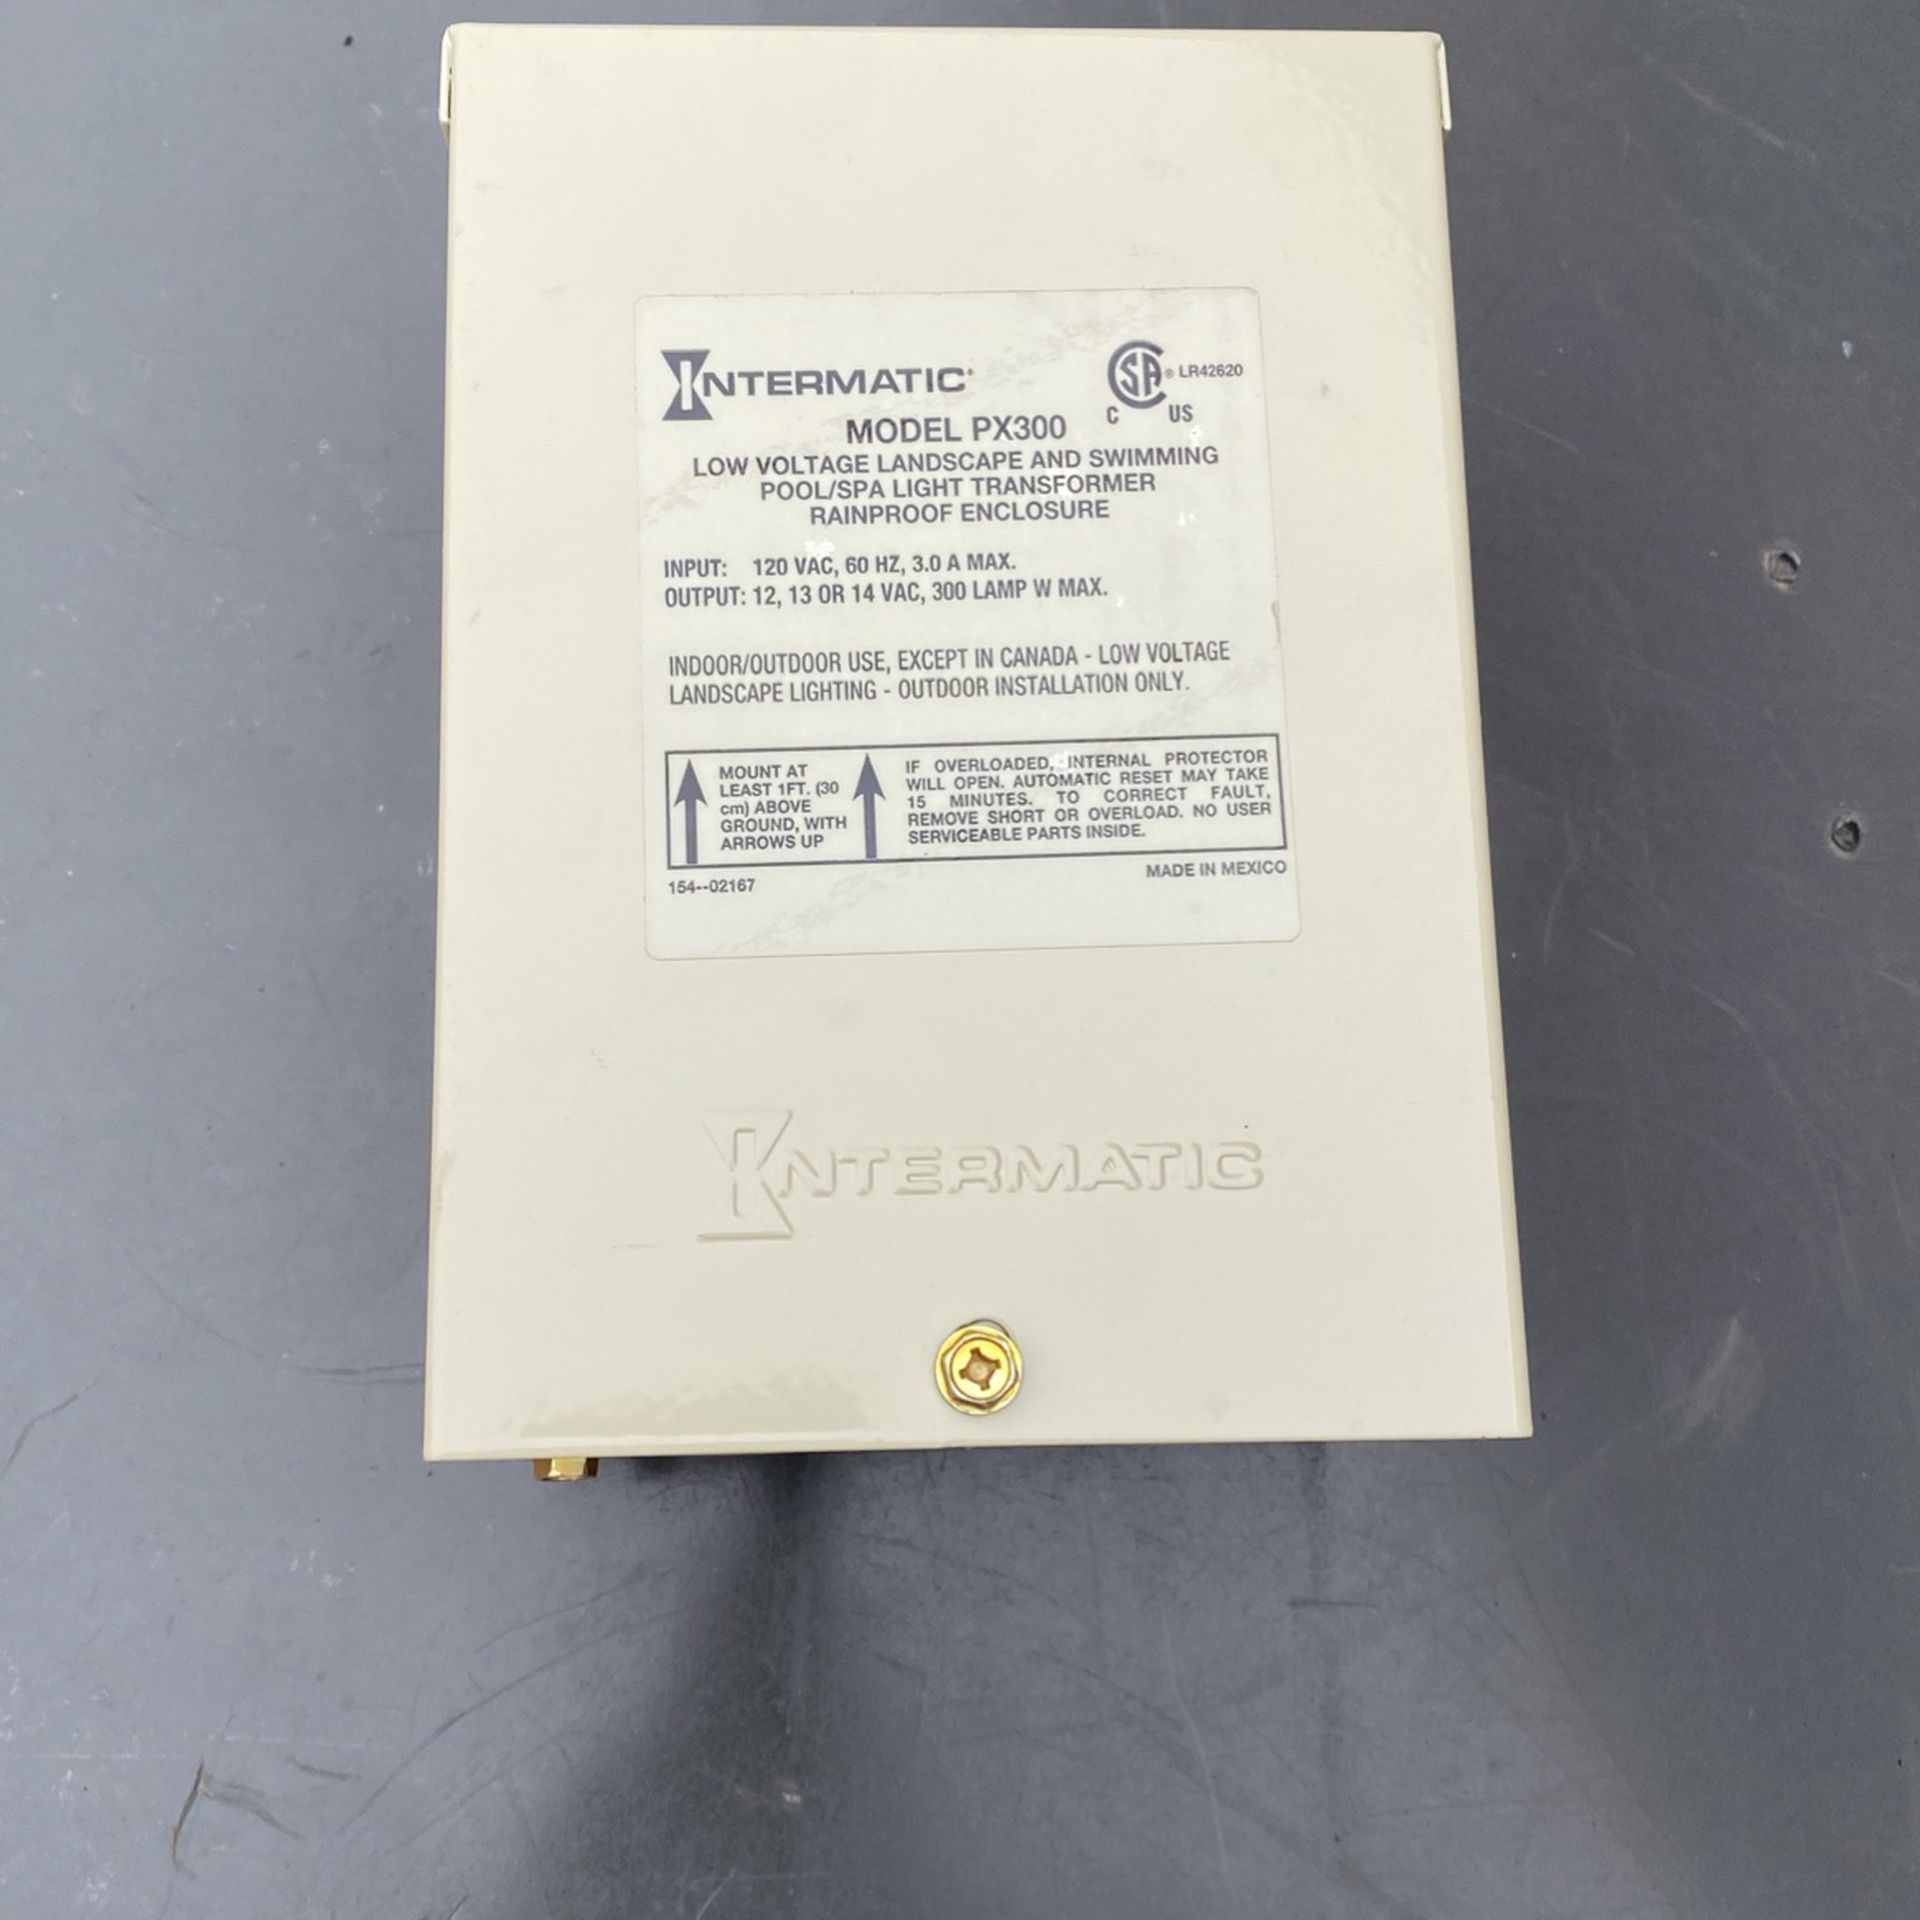 INTERMATIC®
® LR42620
C US
MODEL PX300
LOW VOLTAGE LANDSCAPE AND SWIMMING
POOL/SPA LIGHT TRANSFORMER
RAINPROOF ENCLOSURE
INPUT: 120 VAC, 60 HZ, 3.0 A MAX.
OUTPUT: 12, 13 OR 14 VAC, 300 LAMP W MAX.
INDOOR/OUTDOOR USE, EXCEPT IN CANADA - LOW VOLTAGE
LANDSCAPE LIGHTING - OUTDOOR INSTALLATION ONLY.
MOUNT AT
LEAST 1FT. (30
cm) ABOVE
GROUND, WITH
ARROWS UP
IF OVERLOADED, INTERNAL PROTECTOR
WILL OPEN. AUTOMATIC RESET MAY TAKE
15 MINUTES. TO CORRECT FAULT,
REMOVE SHORT OR OVERLOAD. NO USER
SERVICEABLE PARTS INSIDE.
154--02167
MADE IN MEXICO
INTERMATIC